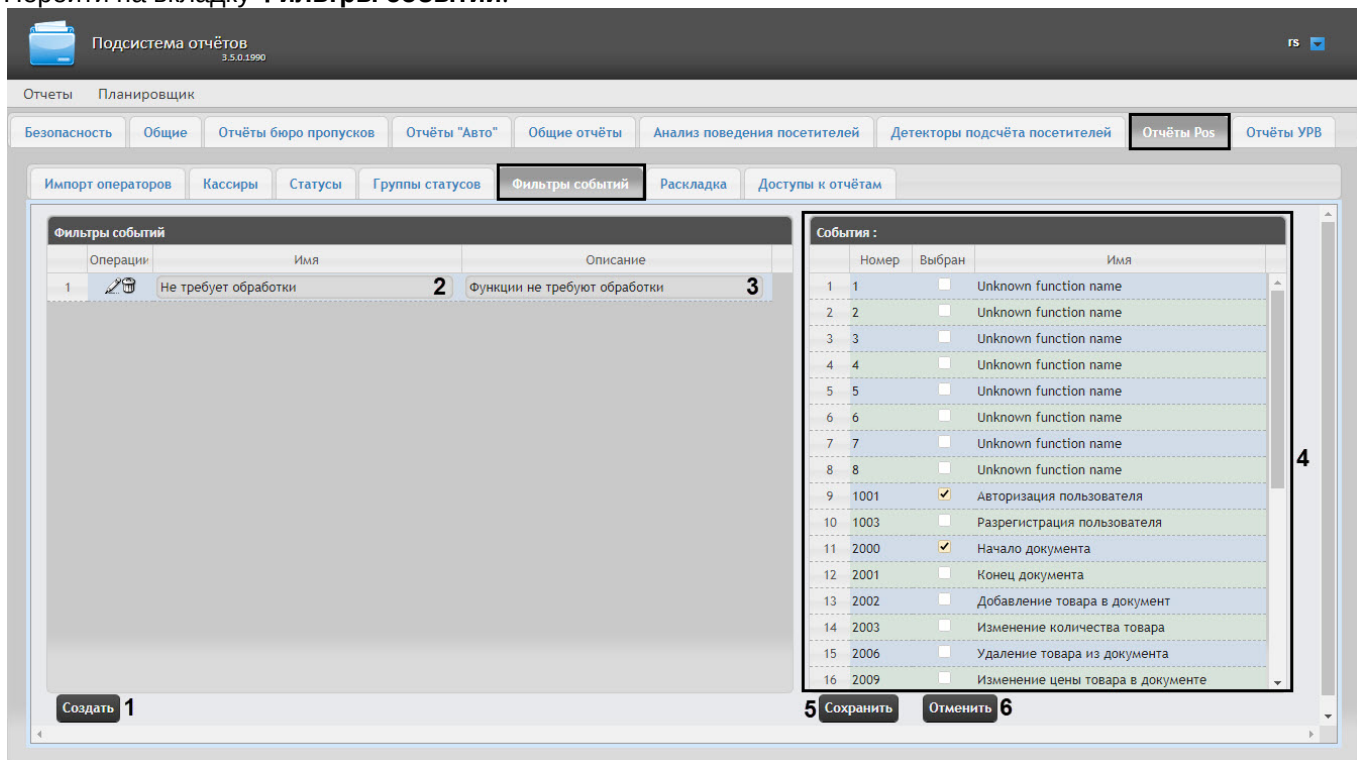 Перейти на вкладку Фильтры событий.
Подсистема отчётов
3.5.0.1990
rs
Отчеты Планировщик
Безопасность Общие Отчёты бюро пропусков Отчёты "Авто" Общие отчёты Анализ поведения посетителей Детекторы подсчёта посетителей Отчёты Pos Отчёты УРВ
Импорт операторов Кассиры Статусы Группы статусов Фильтры событий Раскладка Доступы к отчётам
Фильтры событий
Операции Имя Описание
1 Не требует обработки 2 Функции не требуют обработки 3
События :
Номер Выбран Имя
1 1 Unknown function name
2 2 Unknown function name
3 3 Unknown function name
4 4 Unknown function name
5 5 Unknown function name
6 6 Unknown function name
7 7 Unknown function name
8 8 Unknown function name
4
9 1001 Авторизация пользователя
10 1003 Разрегистрация пользователя
11 2000 Начало документа
12 2001 Конец документа
13 2002 Добавление товара в документ
14 2003 Изменение количества товара
15 2006 Удаление товара из документа
16 2009 Изменение цены товара в документе
Создать 1
5 Сохранить Отменить 6